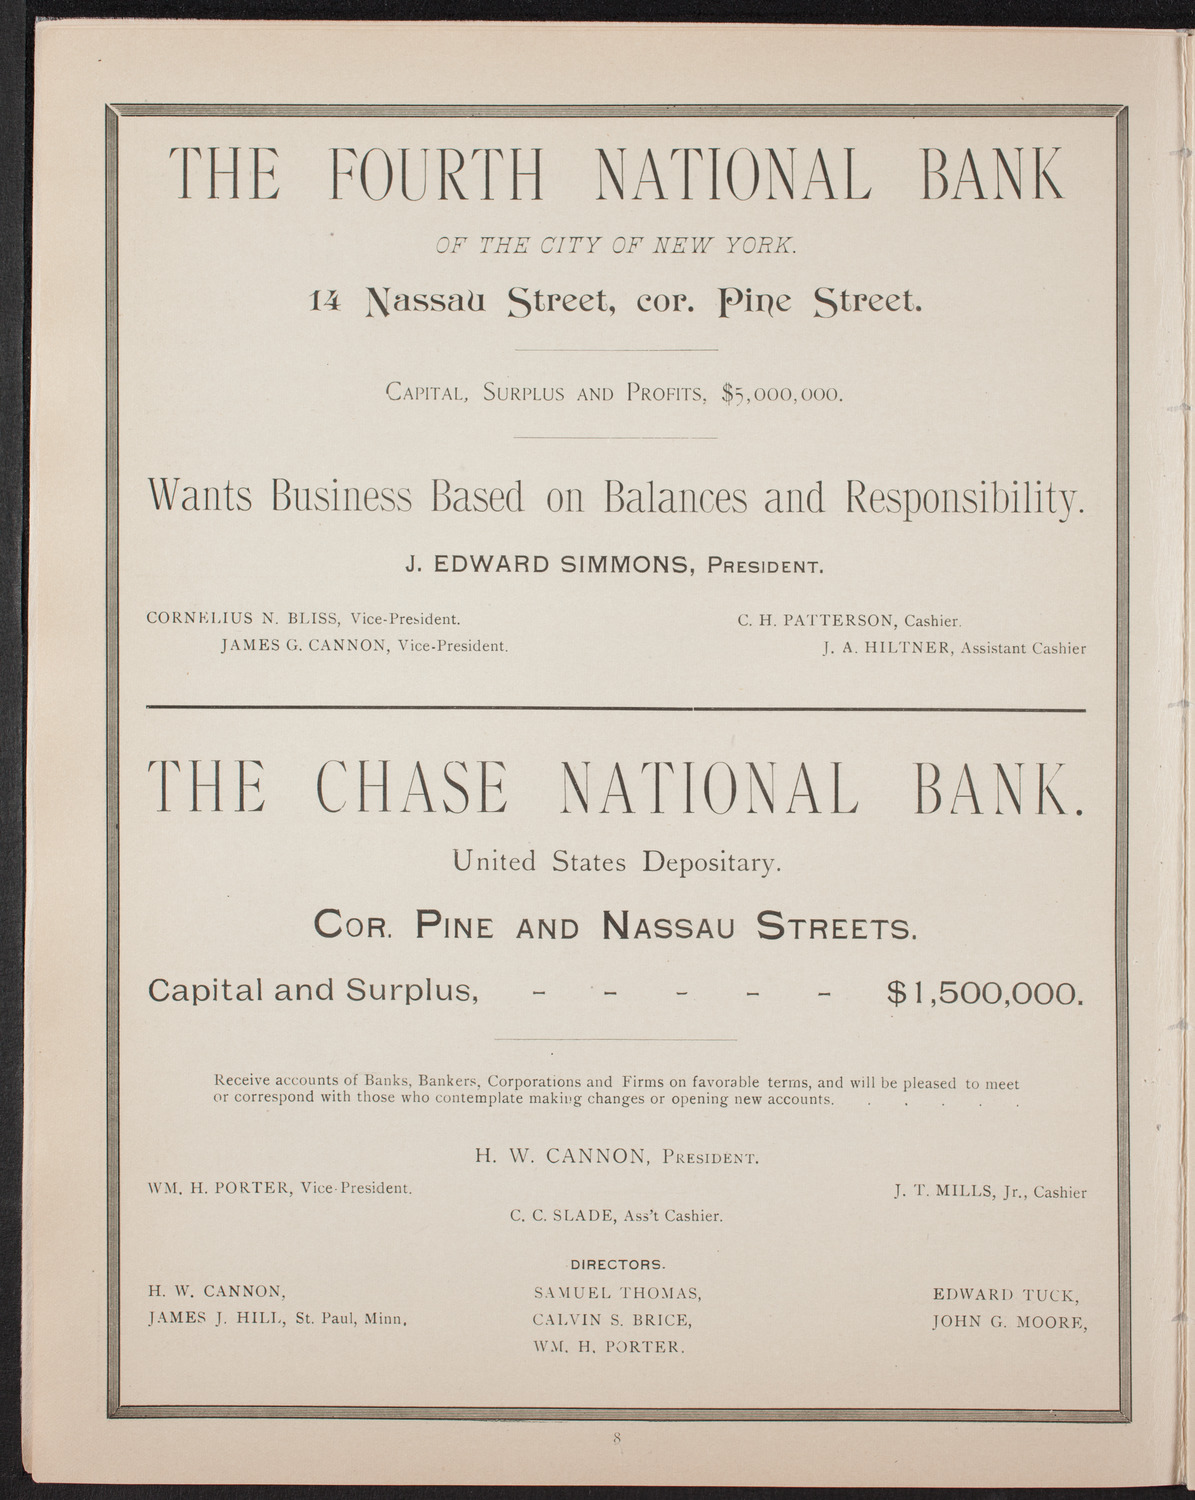 THE FOURTH NATIONAL BANK
OF THE CITY OF NEW YORK.
14 Nassau Street, cor. Pine Street.
CAPITAL, SURPLUS AND PROFITS, $5,000,000.
Wants Business Based on Balances and Responsibility.
J. EDWARD SIMMONS, PRESIDENT.
CORNELIUS N. BLISS, Vice-President. C. H. PATTERSON, Cashier.
JAMES G. CANNON, Vice-President. J. A. HILTNER, Assistant Cashier
THE CHASE NATIONAL BANK.
United States Depositary.
COR. PINE AND NASSAU STREETS.
Capital and Surplus, - - - - - $1,500,000.
Receive accounts of Banks, Bankers, Corporations and Firms on favorable terms, and will be pleased to meet
or correspond with those who contemplate making changes or opening new accounts. . . . . .
H. W. CANNON, PRESIDENT.
WM. H. PORTER, Vice-President. J. T. MILLS, Jr., Cashier
C. C. SLADE, Ass't Cashier.
DIRECTORS.
H. W. CANNON, SAMUEL THOMAS, EDWARD TUCK,
JAMES J. HILL, St. Paul, Minn. CALVIN S. BRICE, JOHN G. MOORE,
WM. H. PORTER.
8